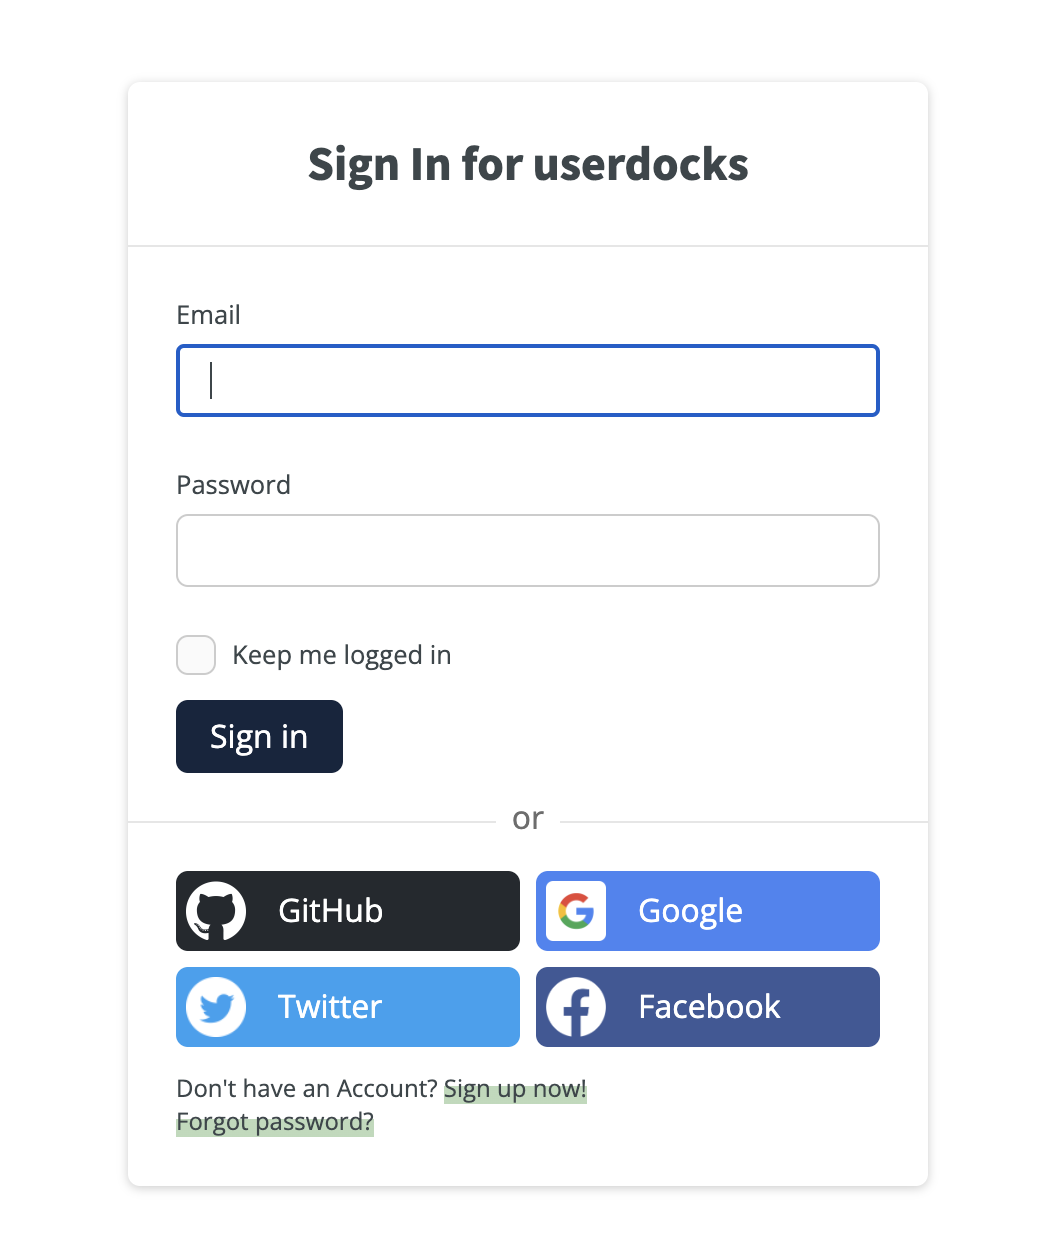 Sign In for userdocks
Email
Password
Keep me logged in
Sign in
or
GitHub
Google
Twitter
Facebook
Don't have an Account? Sign up now!
Forgot password?